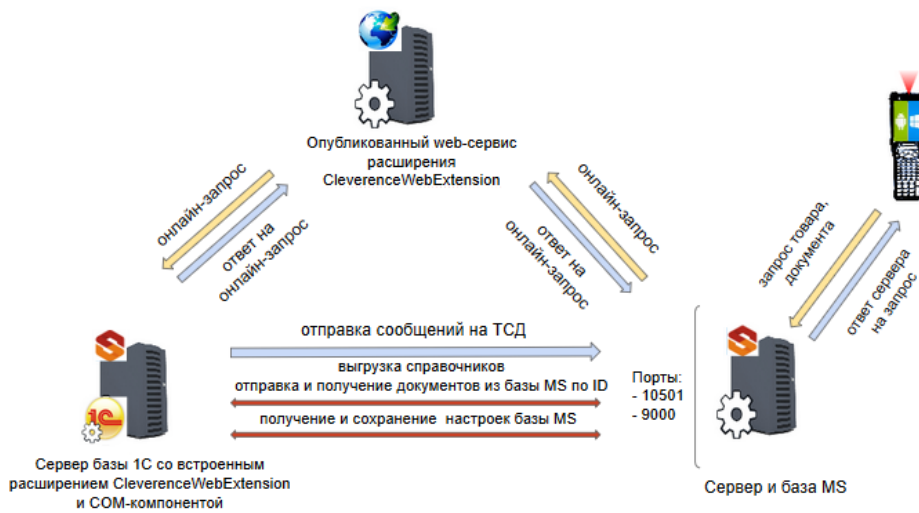 Опубликованный web-сервис
расширения
CleverenceWebExtension
онлайн-запрос
ответ на
онлайн-запрос
онлайн-запрос
ответ на
онлайн-запрос
запрос товара,
документа
ответ сервера
на запрос
отправка сообщений на ТСД
выгрузка справочников
отправка и получение документов из базы MS по ID
получение и сохранение настроек базы MS
Порты:
- 10501
- 9000
1С
Сервер базы 1С со встроенным
расширением CleverenceWebExtension
и COM-компонентой
Сервер и база MS